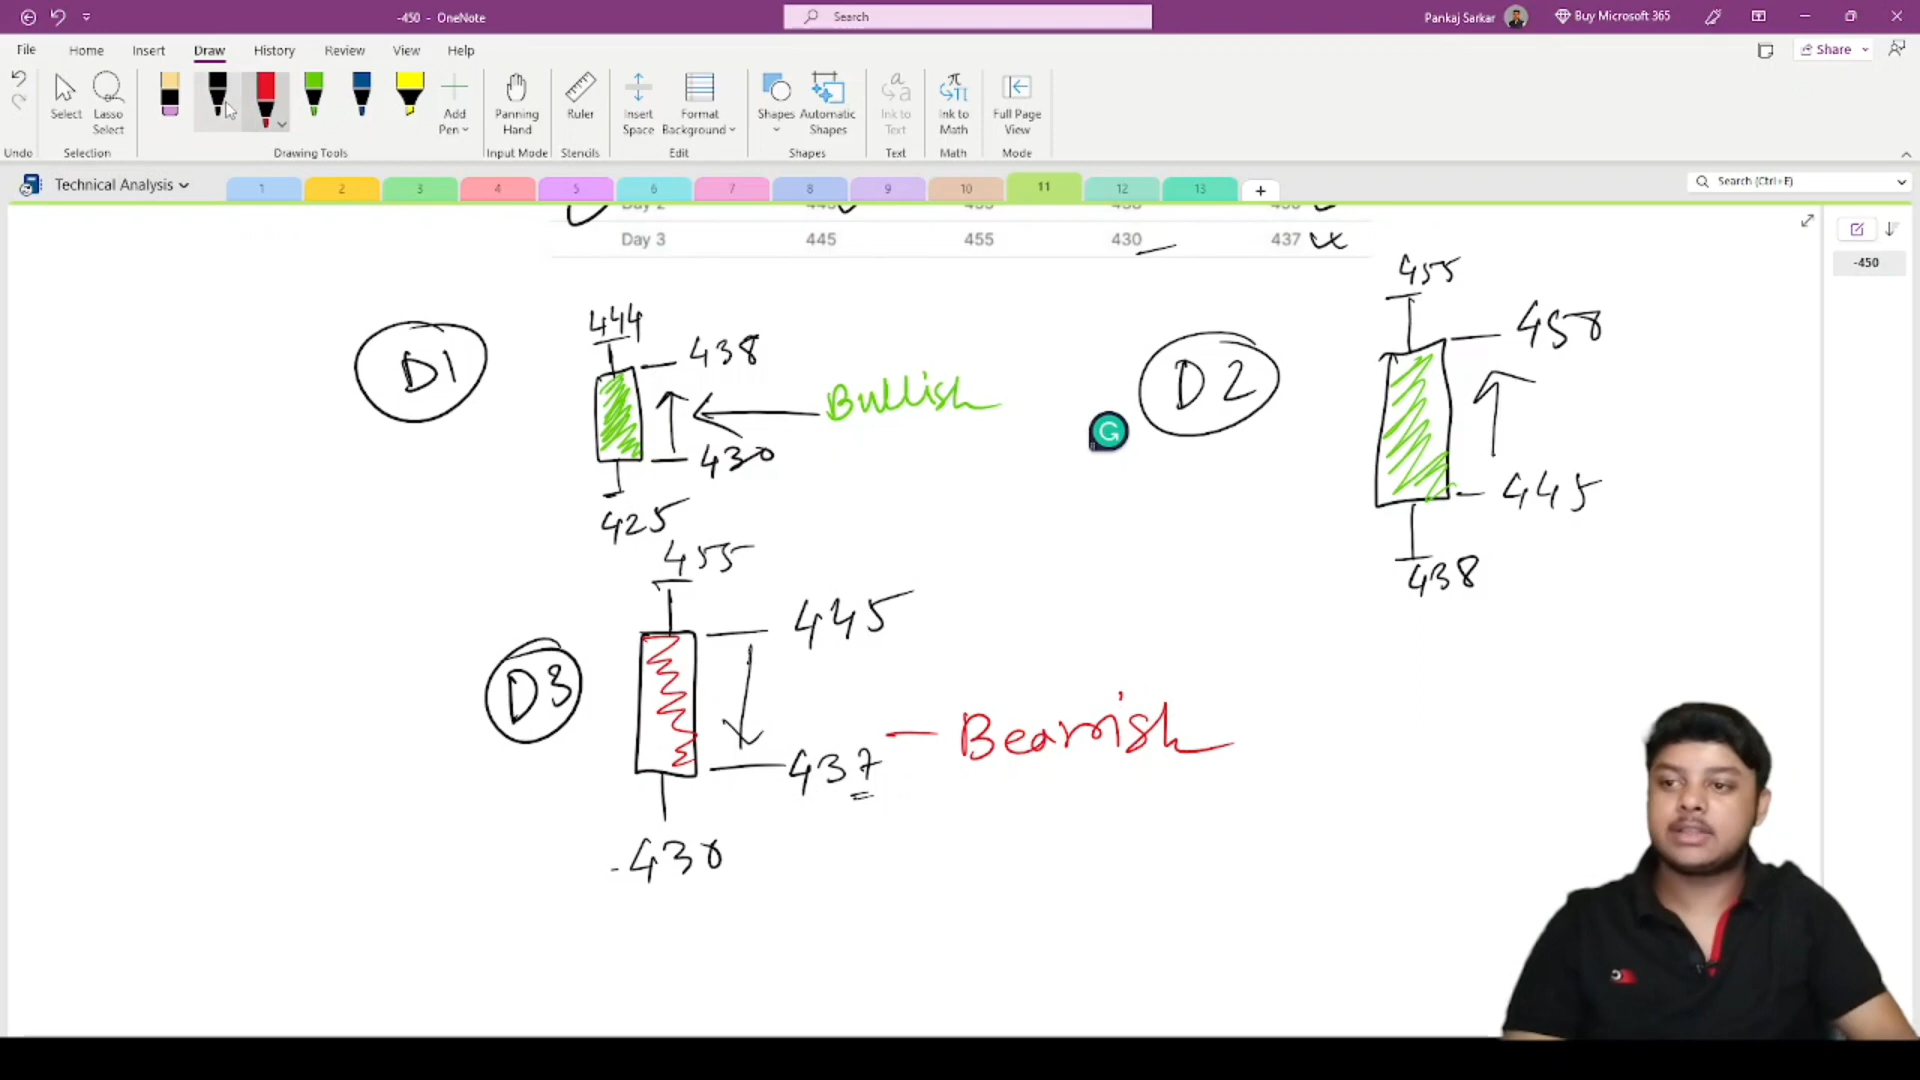 -450 - OneNote
Search
Pankaj Sarkar
Buy Microsoft 365
File Home Insert Draw History Review View Help
Share
Select
Lasso Select
Add Pen
Panning Hand
Ruler
Insert Space
Format Background
Shapes
Automatic Shapes
Ink to Text
Ink to Math
Full Page View
Undo Selection Drawing Tools Input Mode Stencils Edit Shapes Text Math Mode
Technical Analysis 1 2 3 4 5 6 7 8 9 10 11 12 13 +
Search (Ctrl+E)
-450
Day 2
Day 3 445 455 430 437
D1
444
438
Bullish
430
425
D2
455
450
445
438
D3
455
445
437 - Bearrish
430
G